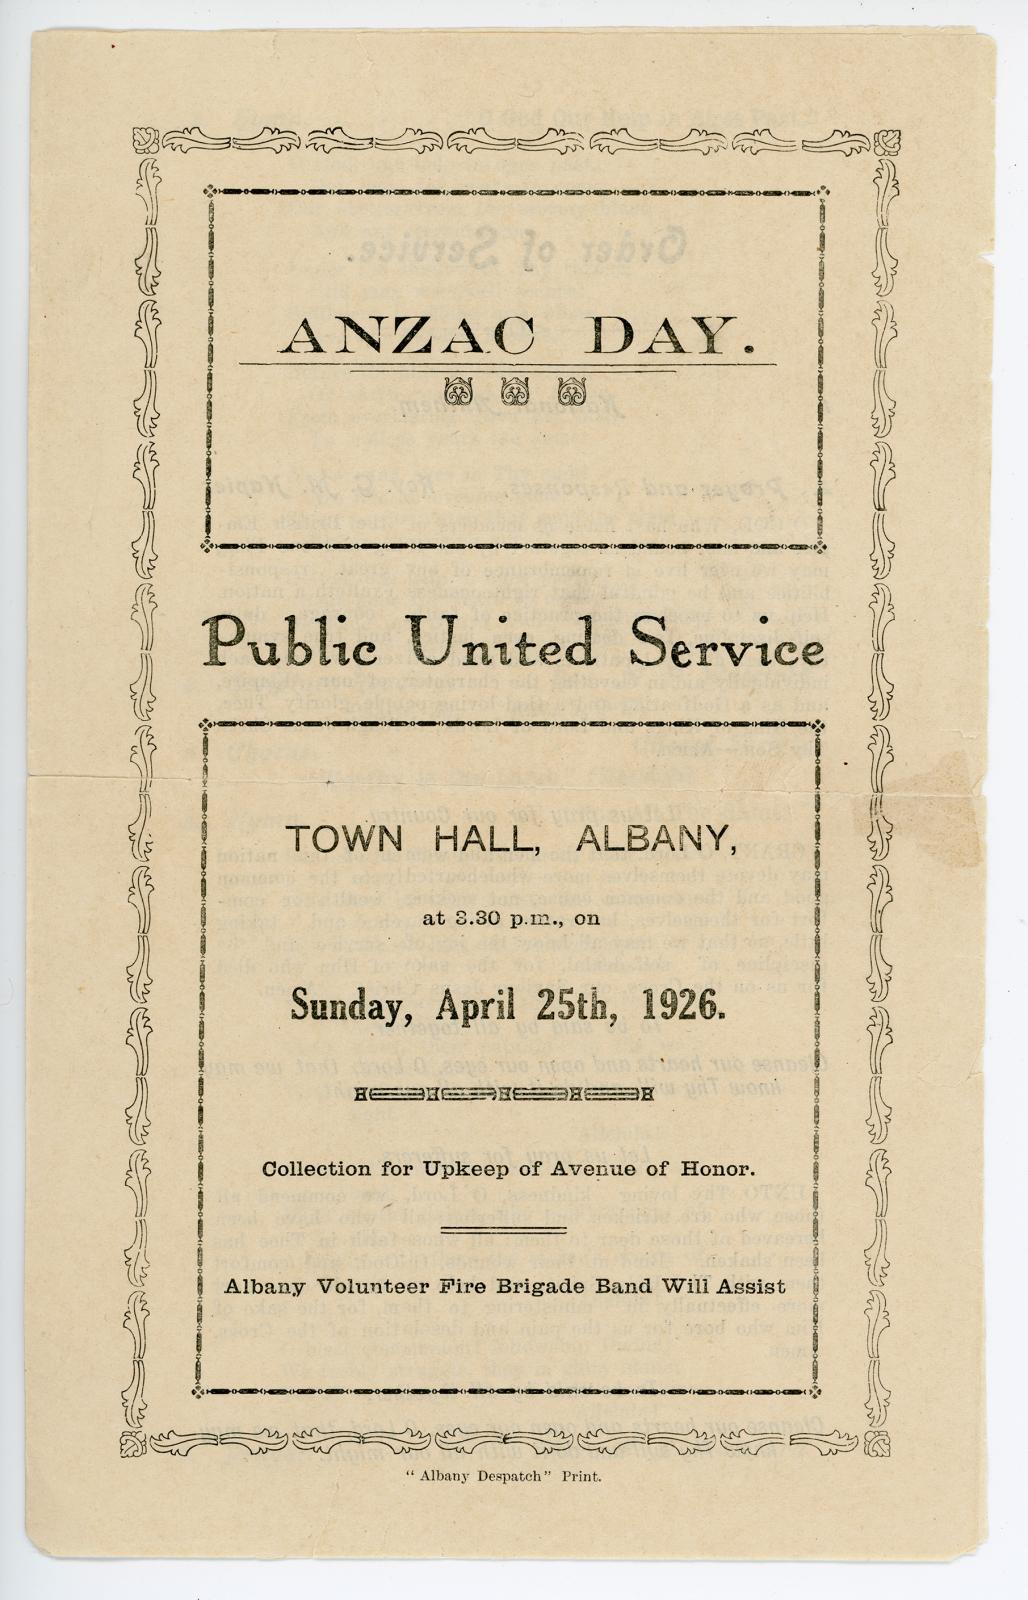 ANZAC DAY.
Public United Service
TOWN HALL, ALBANY,
at 3.30 p.m., on
Sunday, April 25th, 1926.
Collection for Upkeep of Avenue of Honor.
Albany Volunteer Fire Brigade Band Will Assist
"Albany Despatch" Print.